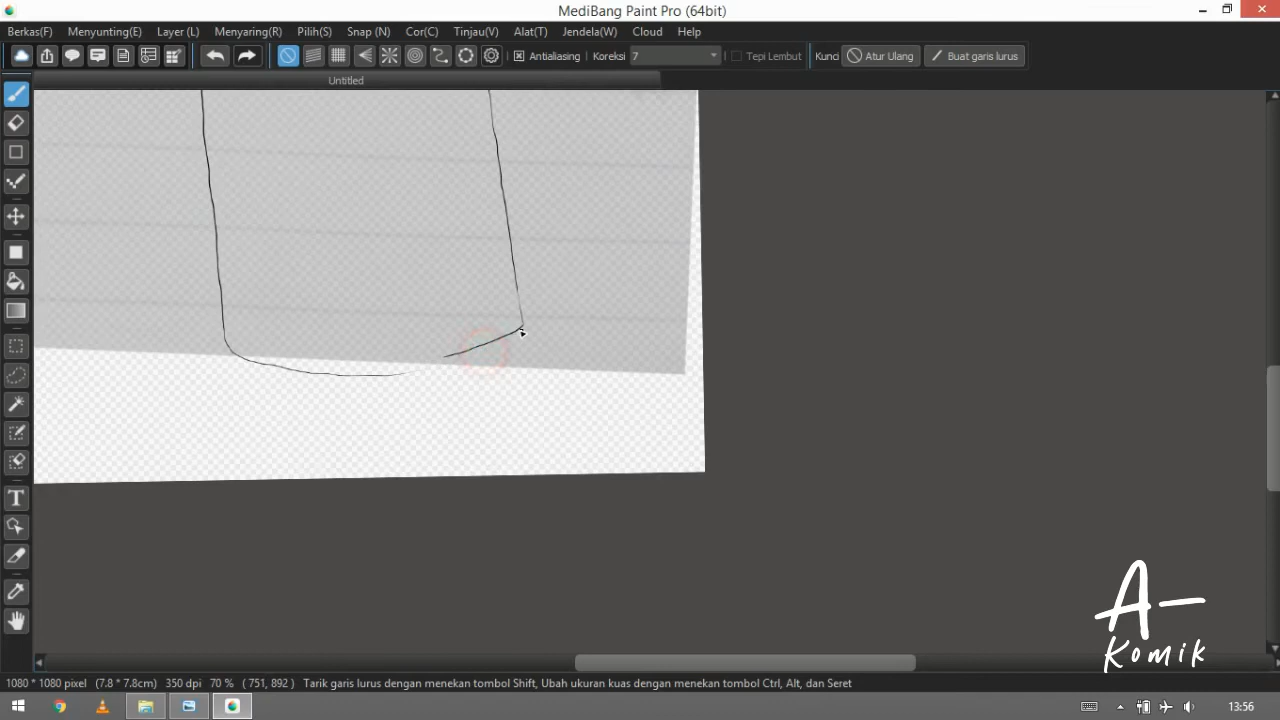 MediBang Paint Pro (64bit)
Berkas(F) Menyunting(E) Layer (L) Menyaring(R) Pilih(S) Snap (N) Cor(C) Tinjau(V) Alat(T) Jendela(W) Cloud Help
Antialiasing Koreksi 7 Tepi Lembut Kunci Atur Ulang Buat garis lurus
Untitled
A-
Komik
1080 * 1080 pixel (7.8 * 7.8cm) 350 dpi 70 % ( 751, 892 ) Tarik garis lurus dengan menekan tombol Shift, Ubah ukuran kuas dengan menekan tombol Ctrl, Alt, dan Seret
13:56